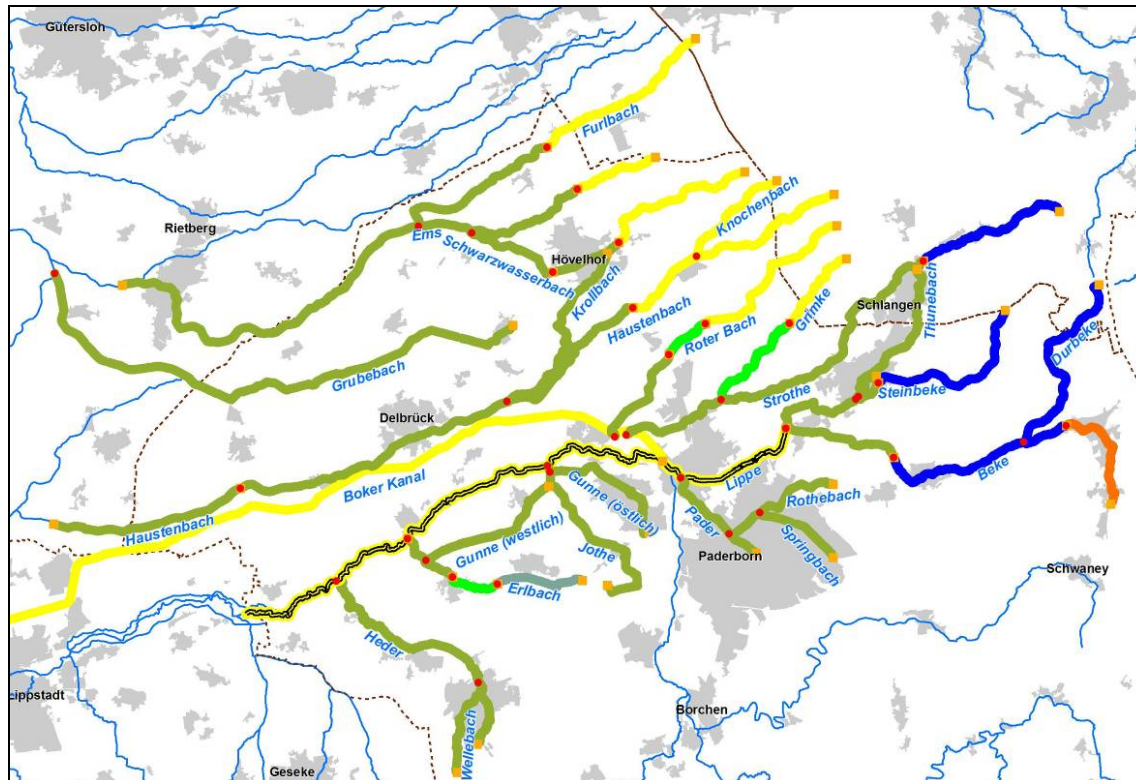 Gütersloh
Furlbach
Rietberg
Ems
Schwarzwasserbach
Hövelhof
Knochenbach
Krollbach
Haustenbach
Roter Bach
Grimke
Schlangen
Thunebach
Durbeke
Grubebach
Strothe
Steinbeke
Delbrück
Boker Kanal
Haustenbach
Lippe
Beke
Gunne (östlich)
Gunne (westlich)
Jothe
Erlbach
Pader
Rothebach
Springbach
Paderborn
Schwaney
Heder
ippstadt
Borchen
Wellebach
Geseke